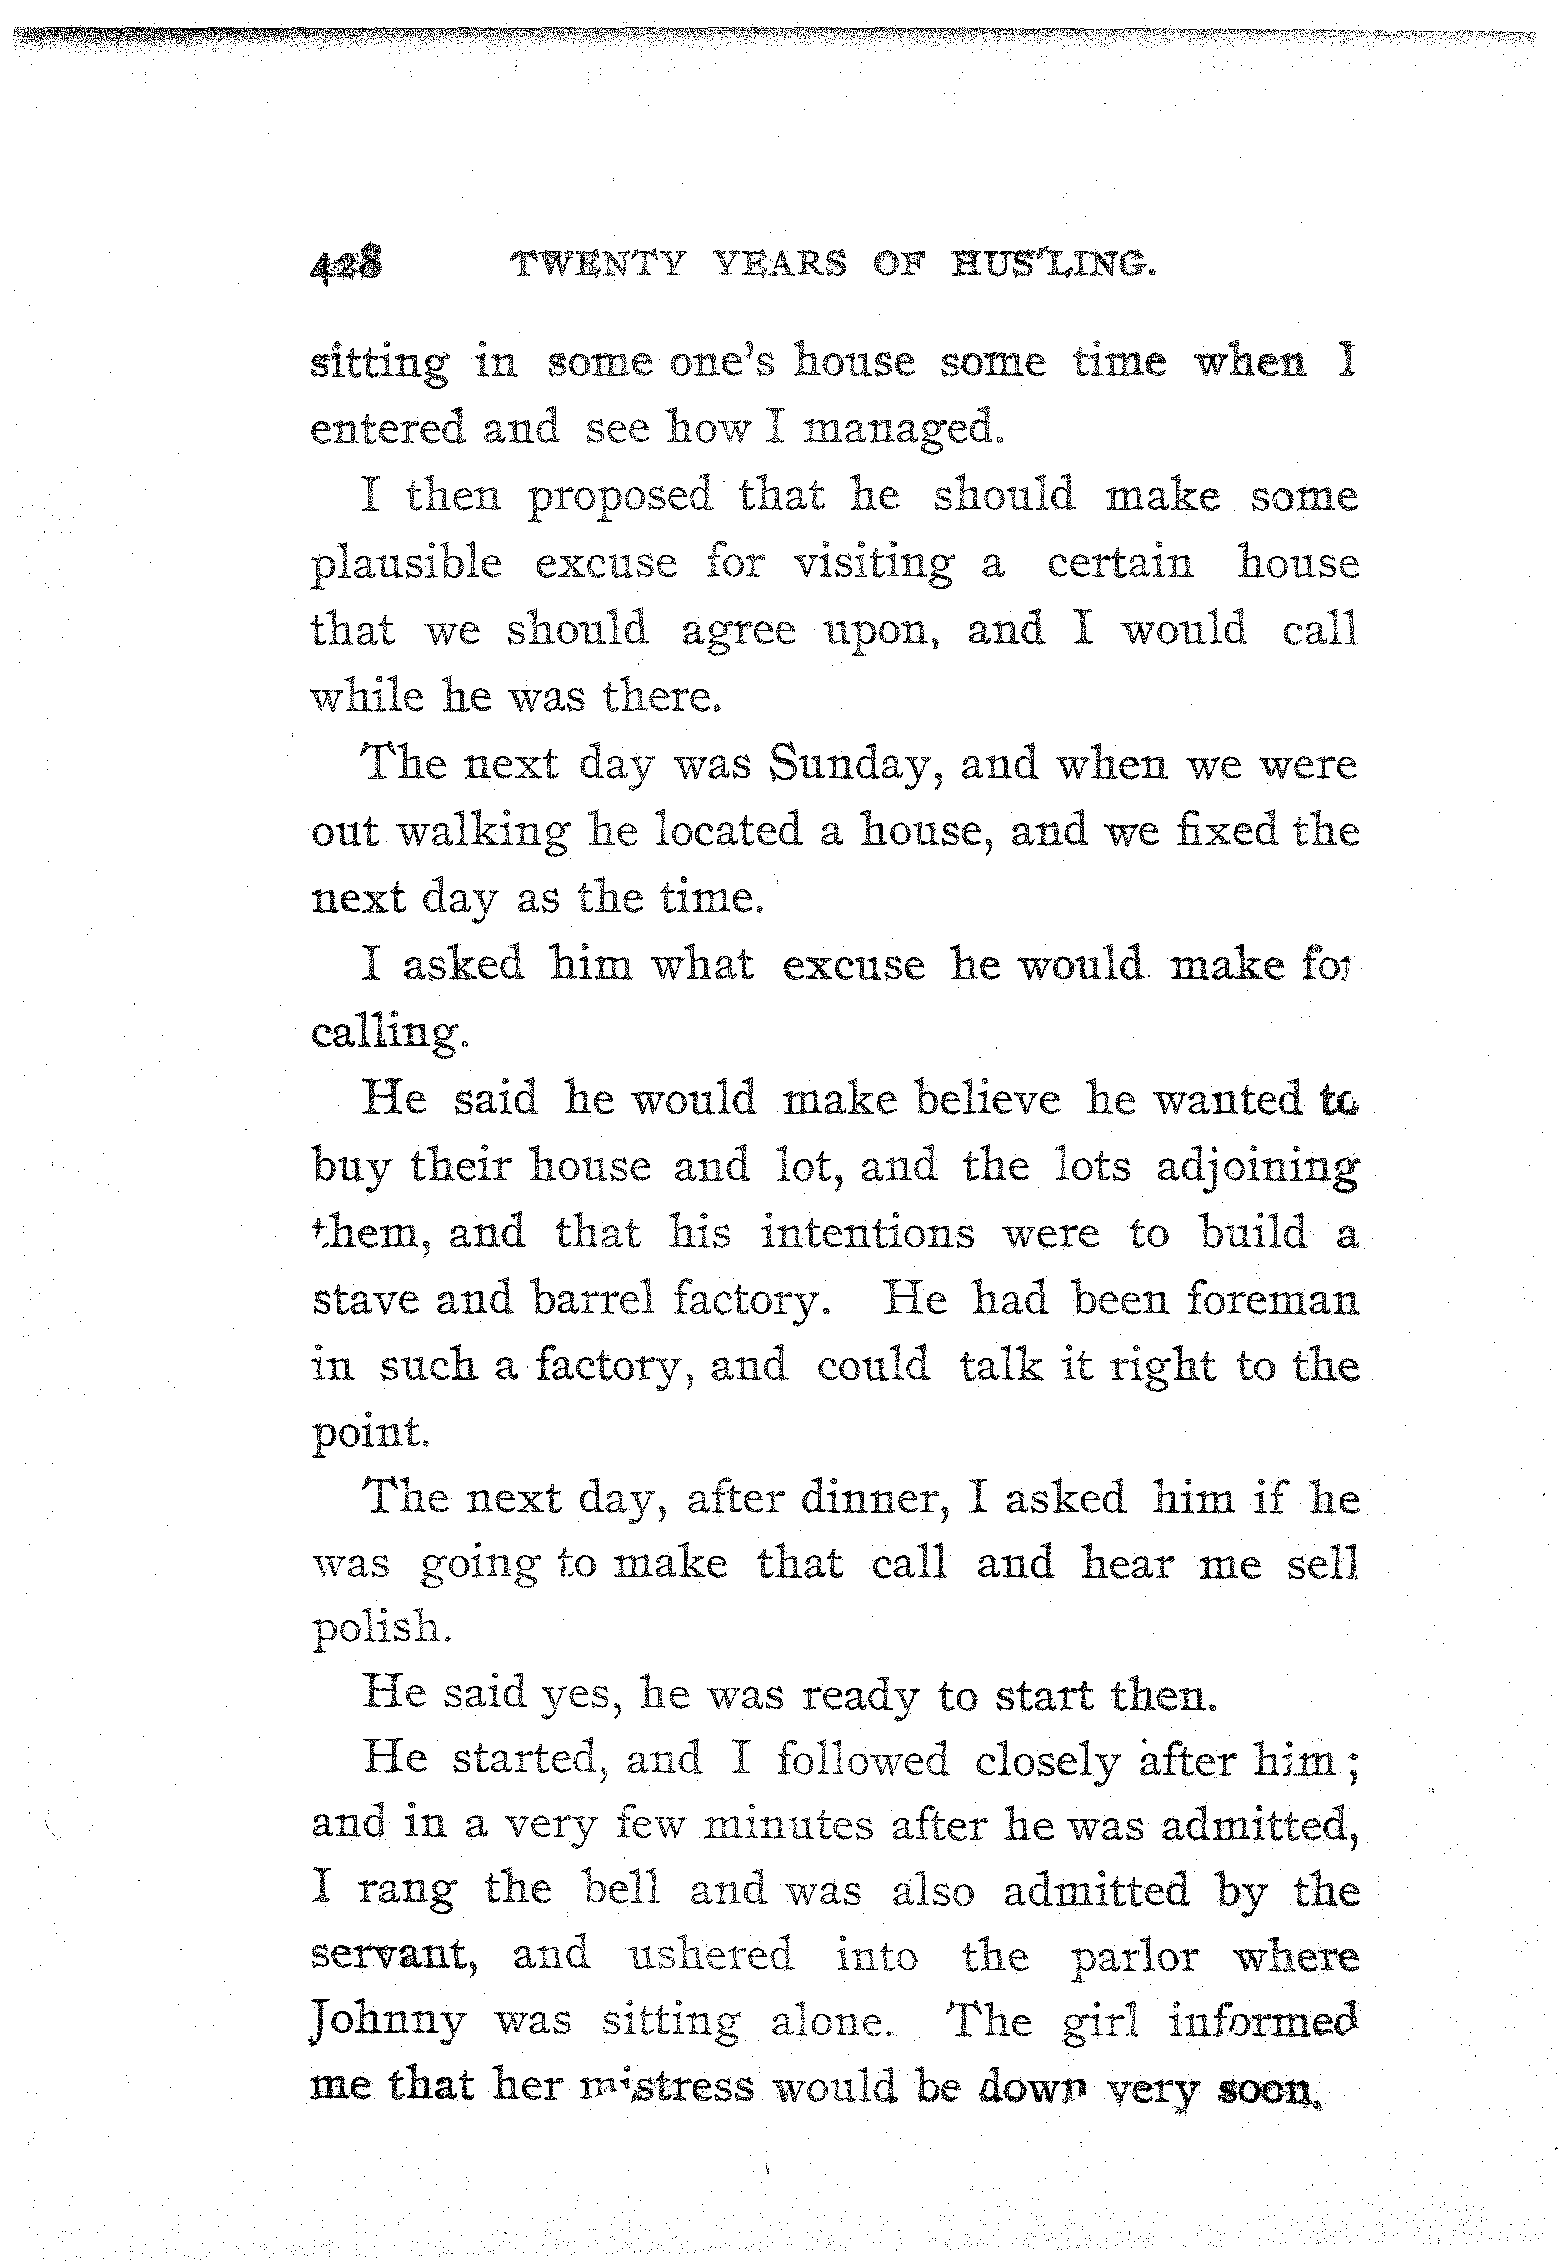 428 TWENTY YEARS OF HUSTLING.
sitting in some one's house some time when I
entered and see how I managed.
I then proposed that he should make some
plausible excuse for visiting a certain house
that we should agree upon, and I would call
while he was there.
The next day was Sunday, and when we were
out walking he located a house, and we fixed the
next day as the time.
I asked him what excuse he would make for
calling.
He said he would make believe he wanted to
buy their house and lot, and the lots adjoining
them, and that his intentions were to build a
stave and barrel factory. He had been foreman
in such a factory, and could talk it right to the
point.
The next day, after dinner, I asked him if he
was going to make that call and hear me sell
polish.
He said yes, he was ready to start then.
He started, and I followed closely after him;
and in a very few minutes after he was admitted,
I rang the bell and was also admitted by the
servant, and ushered into the parlor where
Johnny was sitting alone. The girl informed
me that her mistress would be down very soon.